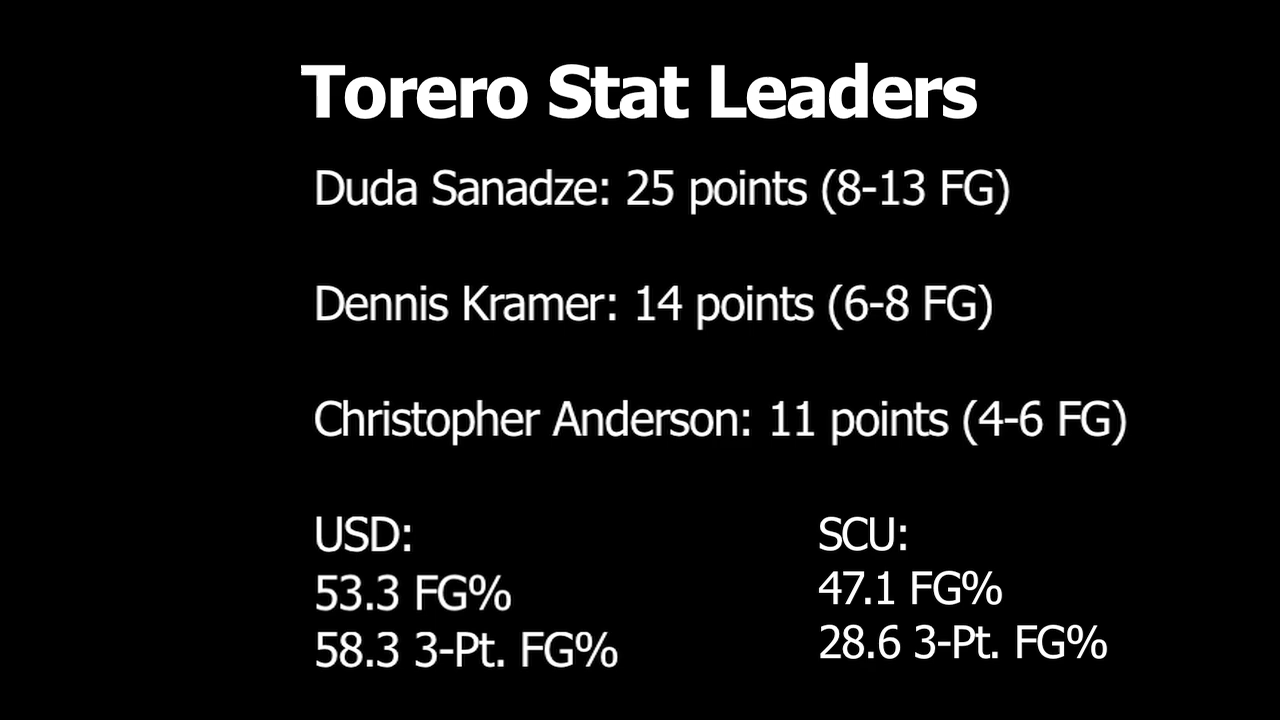 Torero Stat Leaders
Duda Sanadze: 25 points (8-13 FG)
Dennis Kramer: 14 points (6-8 FG)
Christopher Anderson: 11 points (4-6 FG)
USD:
53.3 FG%
58.3 3-Pt. FG%
SCU:
47.1 FG%
28.6 3-Pt. FG%